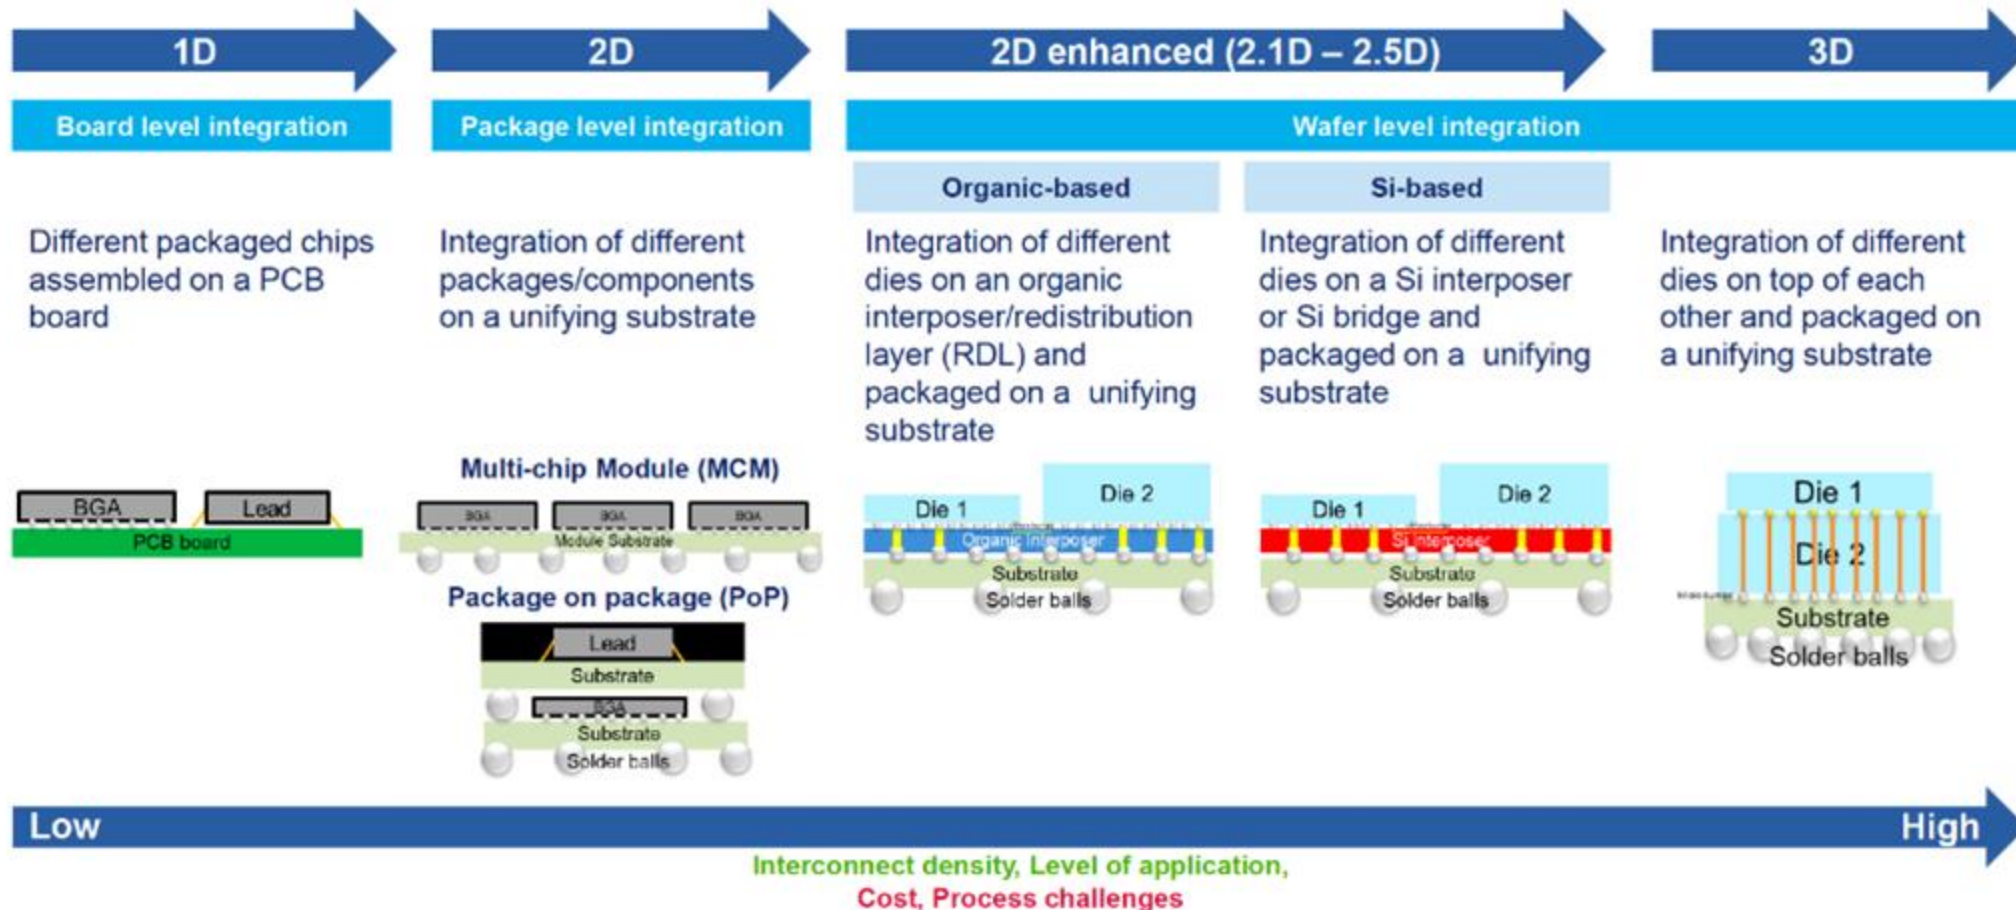 1D
2D
2D enhanced (2.1D – 2.5D)
3D
Board level integration
Package level integration
Wafer level integration
Organic-based
Si-based
Different packaged chips
assembled on a PCB
board
Integration of different
packages/components
on a unifying substrate
Integration of different
dies on an organic
interposer/redistribution
layer (RDL) and
packaged on a unifying
substrate
Integration of different
dies on a Si interposer
or Si bridge and
packaged on a unifying
substrate
Integration of different
dies on top of each
other and packaged on
a unifying substrate
BGA
Lead
PCB board
Multi-chip Module (MCM)
BGA
BGA
BGA
Module Substrate
Package on package (PoP)
Lead
Substrate
BGA
Substrate
Solder balls
Die 1
Die 2
Organic Interposer
Substrate
Solder balls
Die 1
Die 2
Si Interposer
Substrate
Solder balls
Die 1
Die 2
Substrate
Solder balls
Low
High
Interconnect density, Level of application,
Cost, Process challenges